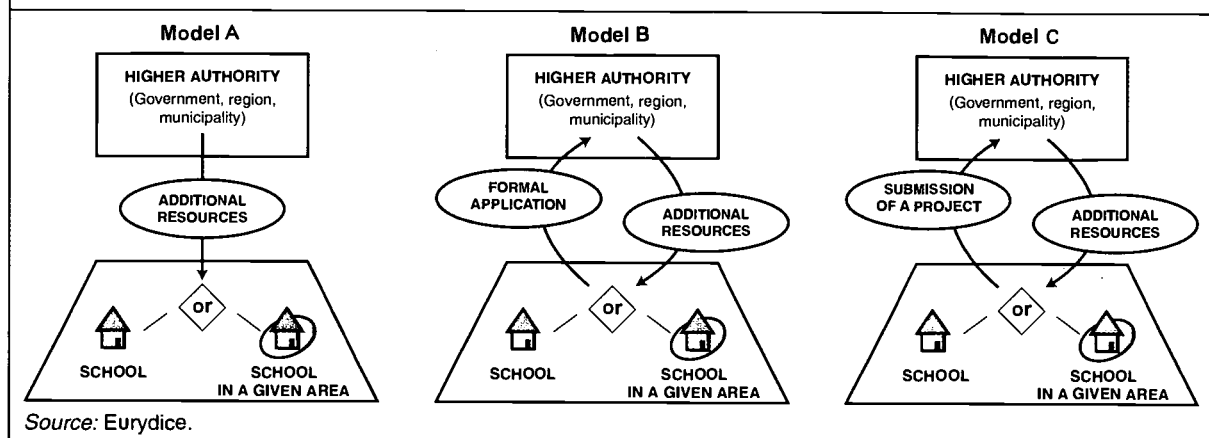 Model A
HIGHER AUTHORITY
(Government, region,
municipality)
ADDITIONAL
RESOURCES
or
SCHOOL
SCHOOL
IN A GIVEN AREA
Model B
HIGHER AUTHORITY
(Government, region,
municipality)
FORMAL
APPLICATION
ADDITIONAL
RESOURCES
or
SCHOOL
SCHOOL
IN A GIVEN AREA
Model C
HIGHER AUTHORITY
(Government, region,
municipality)
SUBMISSION
OF A PROJECT
ADDITIONAL
RESOURCES
or
SCHOOL
SCHOOL
IN A GIVEN AREA
Source: Eurydice.